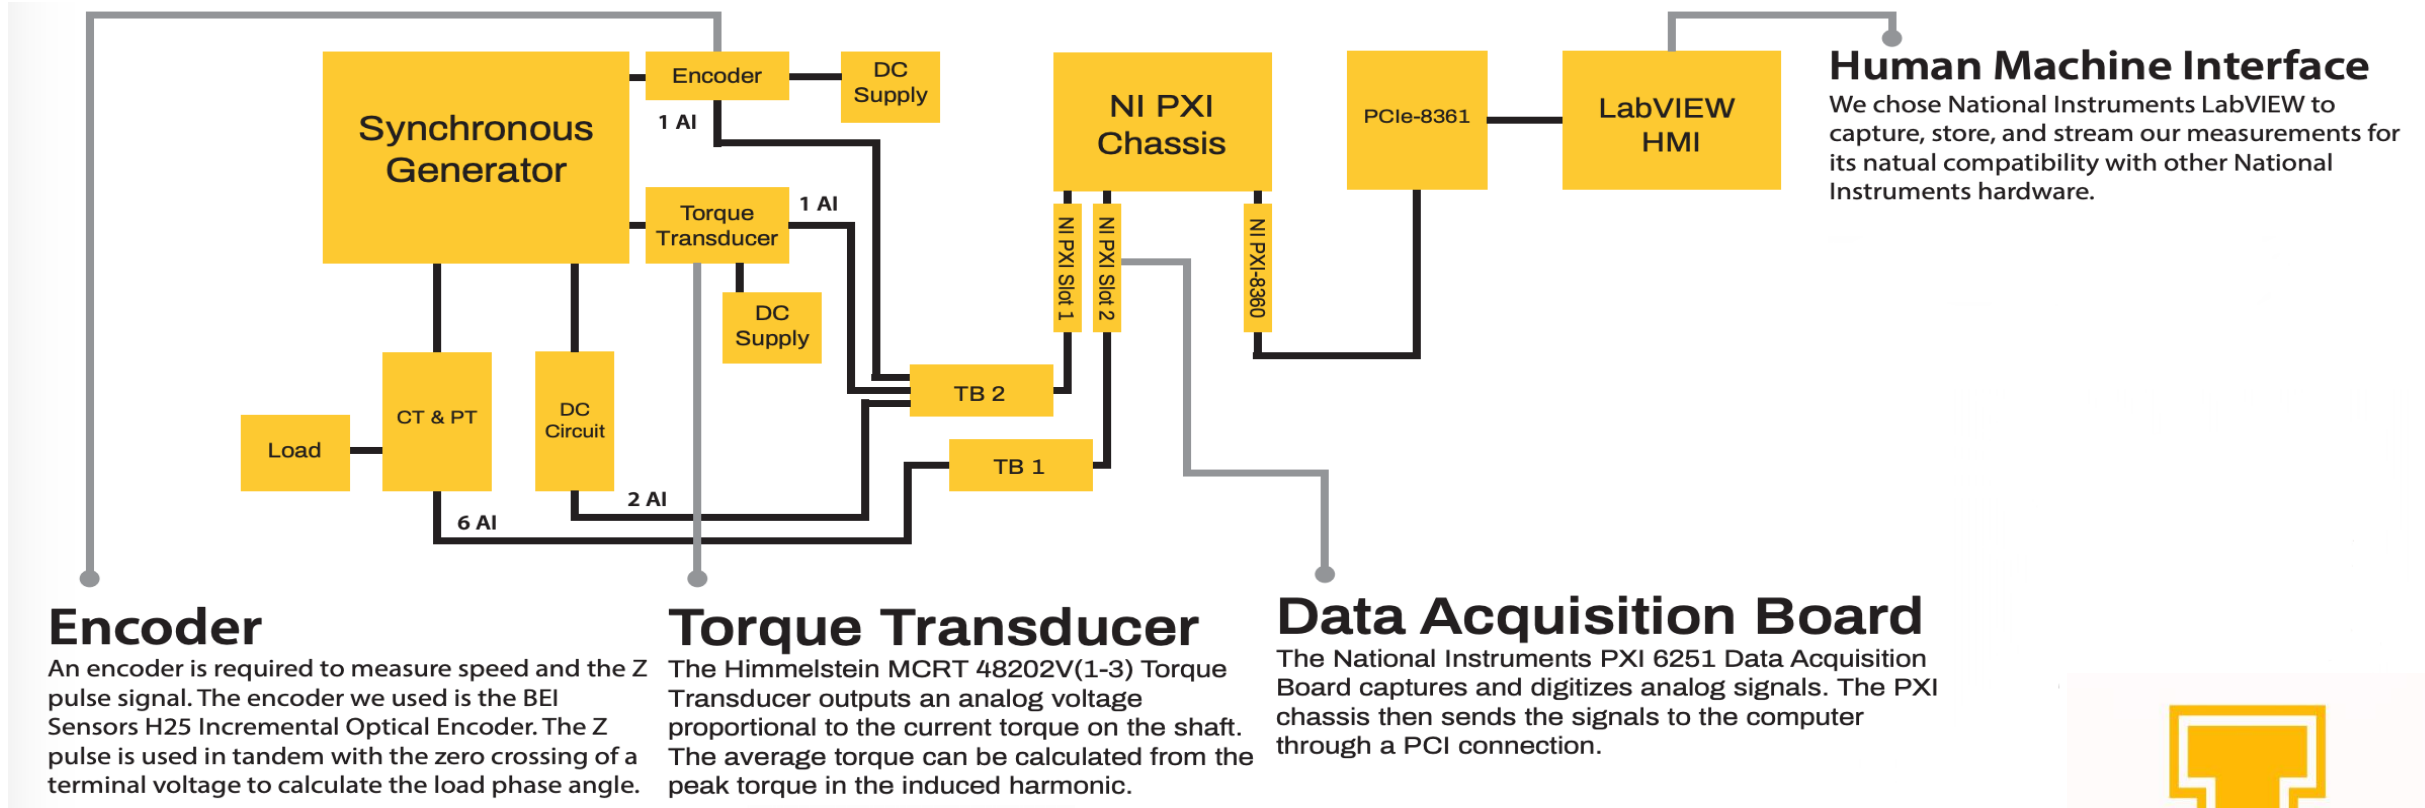 Encoder
DC
Supply
1 AI
Synchronous
Generator
Torque
Transducer
1 AI
DC
Supply
NI PXI
Chassis
NI PXI Slot 1
NI PXI Slot 2
NI PXI-8360
PCIe-8361
LabVIEW
HMI
Human Machine Interface
We chose National Instruments LabVIEW to
capture, store, and stream our measurements for
its natual compatibility with other National
Instruments hardware.
Load
CT & PT
DC
Circuit
TB 2
TB 1
2 AI
6 AI
Encoder
An encoder is required to measure speed and the Z
pulse signal. The encoder we used is the BEI
Sensors H25 Incremental Optical Encoder. The Z
pulse is used in tandem with the zero crossing of a
terminal voltage to calculate the load phase angle.
Torque Transducer
The Himmelstein MCRT 48202V(1-3) Torque
Transducer outputs an analog voltage
proportional to the current torque on the shaft.
The average torque can be calculated from the
peak torque in the induced harmonic.
Data Acquisition Board
The National Instruments PXI 6251 Data Acquisition
Board captures and digitizes analog signals. The PXI
chassis then sends the signals to the computer
through a PCI connection.